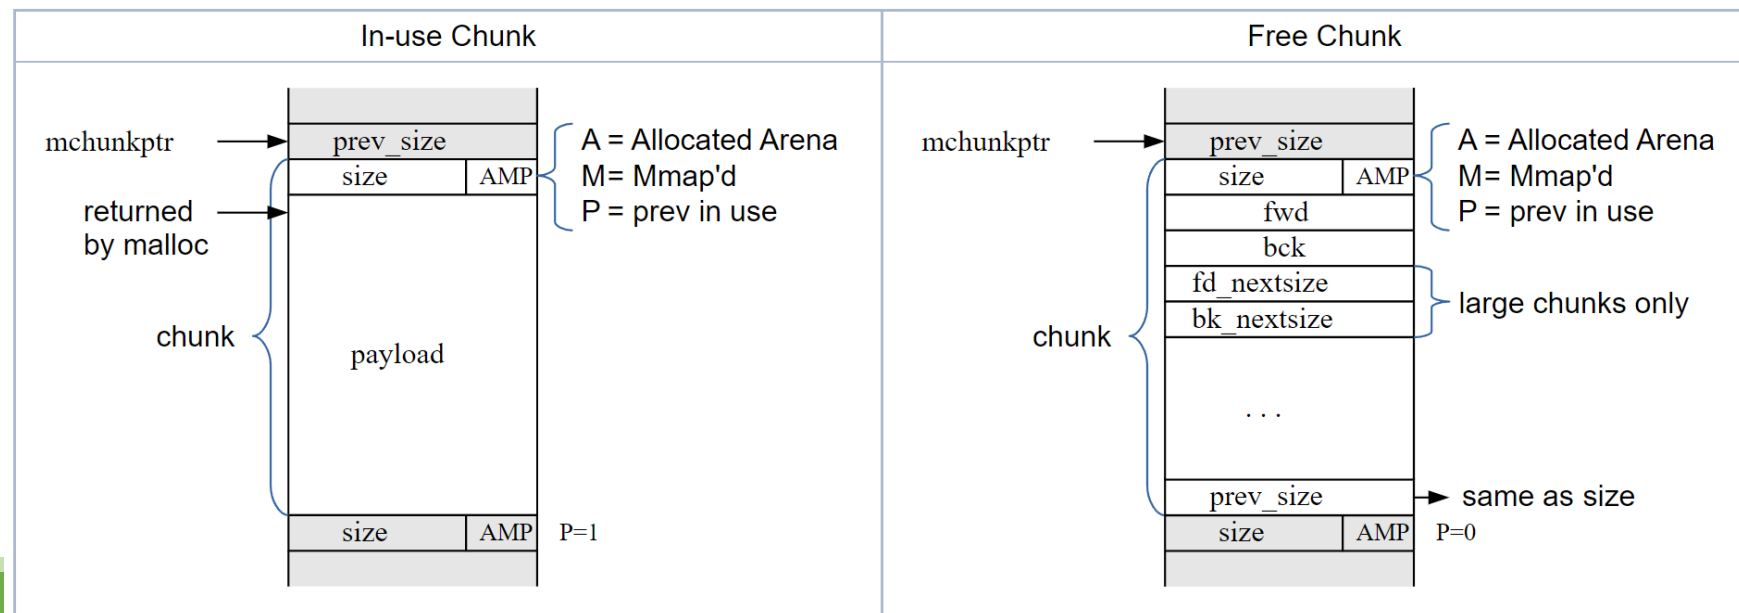 In-use Chunk
mchunkptr
prev_size
size
AMP
A = Allocated Arena
M= Mmap'd
P = prev in use
returned
by malloc
chunk
payload
size
AMP
P=1
Free Chunk
mchunkptr
prev_size
size
AMP
A = Allocated Arena
M= Mmap'd
P = prev in use
fwd
bck
fd_nextsize
bk_nextsize
large chunks only
chunk
. . .
prev_size
same as size
size
AMP
P=0